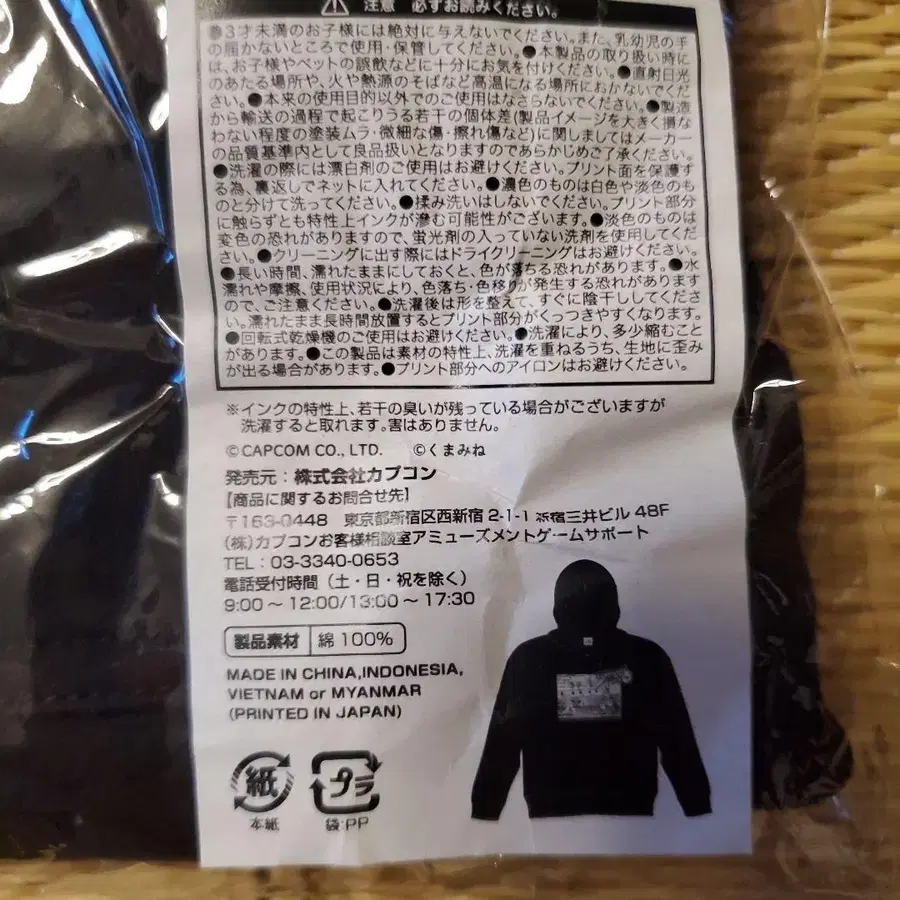 注意 必ずお読みください。
●3才未満のお子様には絶対に与えないでください。また、乳幼児の手
の届かないところで使用・保管してください。●本製品の取り扱い時に
は、お子様やペットの誤飲などに十分にお気を付けください。●直射日光
のあたる場所や、火や熱源のそばなど高温になる場所におかないでくだ
さい。●本来の使用目的以外でのご使用はなさらないでください。●製造
から輸送の過程で起こりうる若干の個体差(製品イメージを大きく損な
わない程度の塗装ムラ・微細な傷・擦れ傷など)に関しましてはメーカー
の品質基準内として良品扱いとなりますのであらかじめご了承ください。
●洗濯の際には漂白剤のご使用はお避けください。プリント面を保護す
る為、裏返しでネットに入れてください。●濃色のものは白色や淡色のも
のと分けて洗ってください。●揉み洗いはしないでください。プリント部分
に触らずとも特性上インクが滲む可能性がございます。●淡色のものは
変色の恐れがありますので、蛍光剤の入っていない洗剤を使用してくだ
さい。●クリーニングに出す際にはドライクリーニングはお避けください。
●長い時間、濡れたままにしておくと、色が落ちる恐れがあります。●水
濡れや摩擦、使用状況により、色落ち・色移りが発生する恐れがあります
ので、ご注意ください。●洗濯後は形を整えて、すぐに陰干ししてくださ
い。濡れたまま長時間放置するとプリント部分がくっつきやすくなります。
●回転式乾燥機のご使用はお避けください。●洗濯により、多少縮むこと
があります。●この製品は素材の特性上、洗濯を重ねるうち、生地に歪み
が出る場合があります。●プリント部分へのアイロンはお避けください。
※インクの特性上、若干の臭いが残っている場合がございますが
洗濯すると取れます。害はありません。
©CAPCOM CO., LTD. ©くまみね
発売元：株式会社カプコン
【商品に関するお問合せ先】
〒163-0448 東京都新宿区西新宿 2-1-1 新宿三井ビル 48F
(株)カプコンお客様相談室アミューズメントゲームサポート
TEL：03-3340-0653
電話受付時間（土・日・祝を除く）
9:00～12:00/13:00～17:30
製品素材 綿 100%
MADE IN CHINA,INDONESIA,
VIETNAM or MYANMAR
(PRINTED IN JAPAN)
紙 プラ
本紙 袋:PP